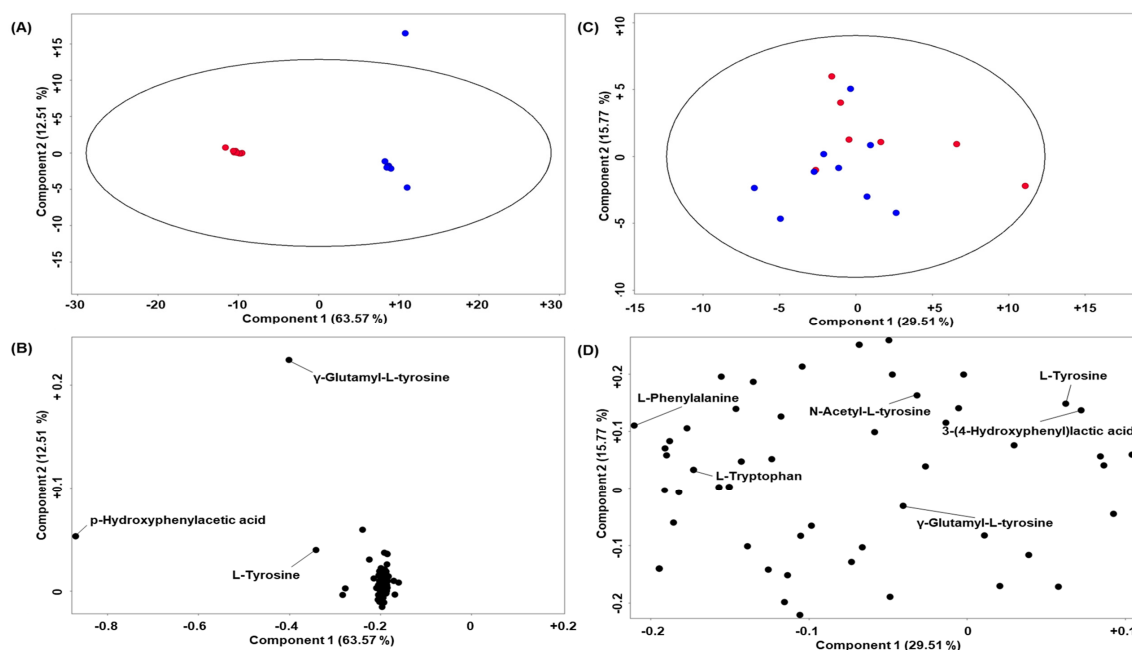 (A)
+15
+10
+5
0
-5
-10
-15
Component 2 (12.51 %)
-30
-20
-10
0
+10
+20
+30
Component 1 (63.57 %)
(C)
+10
+5
0
-5
-10
Component 2 (15.77 %)
-15
-10
-5
0
+5
+10
+15
Component 1 (29.51 %)
(B)
+0.2
+0.1
0
Component 2 (12.51 %)
γ-Glutamyl-L-tyrosine
p-Hydroxyphenylacetic acid
L-Tyrosine
-0.8
-0.6
-0.4
-0.2
0
+0.2
Component 1 (63.57 %)
(D)
+0.2
+0.1
0
-0.1
-0.2
Component 2 (15.77 %)
L-Tyrosine
L-Phenylalanine
N-Acetyl-L-tyrosine
3-(4-Hydroxyphenyl)lactic acid
L-Tryptophan
γ-Glutamyl-L-tyrosine
-0.2
-0.1
0
+0.1
Component 1 (29.51 %)